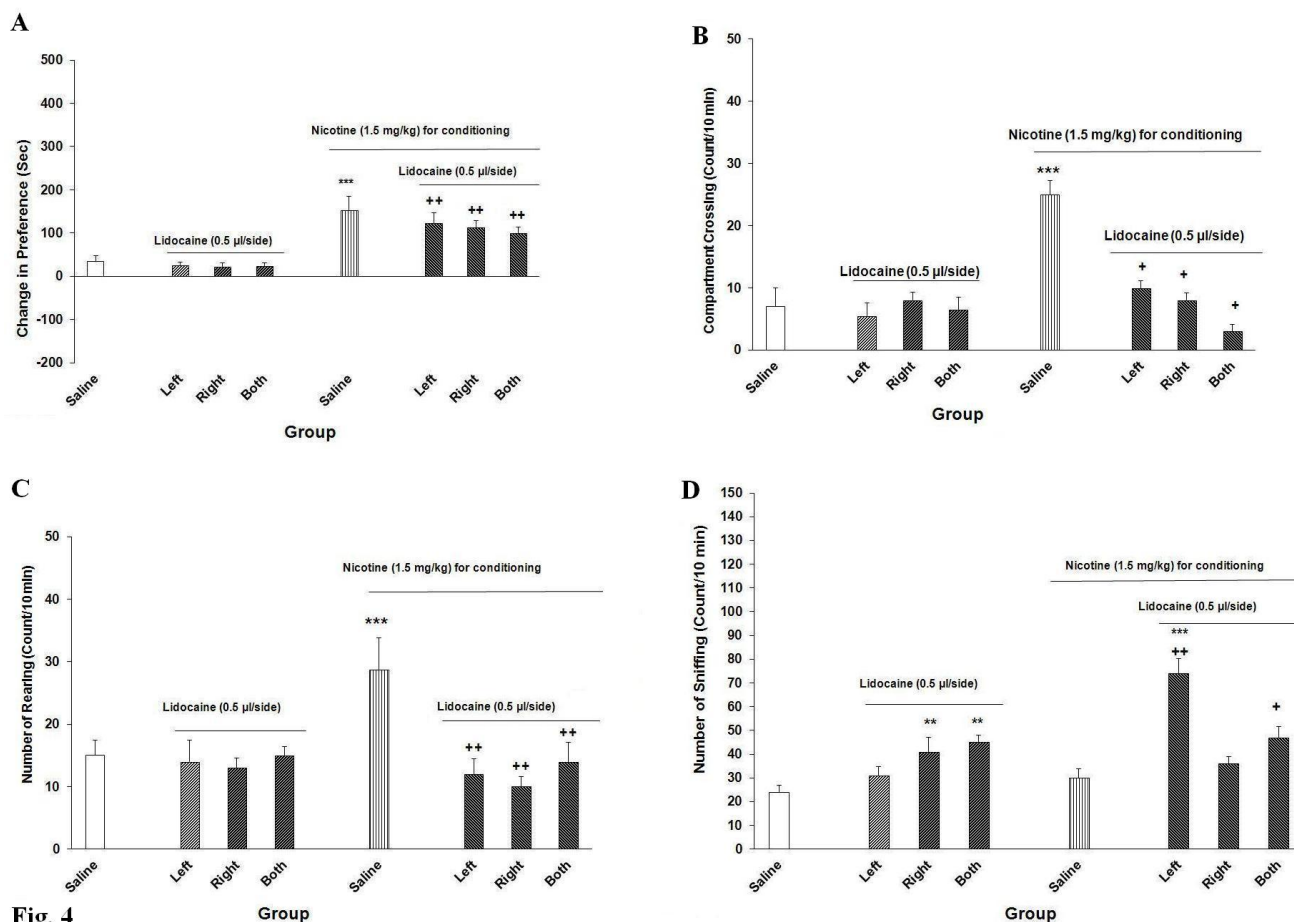 A
500
400
300
200
100
0
-100
-200
Change in Preference (Sec)
Nicotine (1.5 mg/kg) for conditioning
Lidocaine (0.5 µl/side)
***
++
++
++
Lidocaine (0.5 µl/side)
Saline
Left
Right
Both
Saline
Left
Right
Both
Group
B
50
40
30
20
10
0
Compartment Crossing (Count/10 min)
Nicotine (1.5 mg/kg) for conditioning
***
Lidocaine (0.5 µl/side)
Lidocaine (0.5 µl/side)
+
+
+
Saline
Left
Right
Both
Saline
Left
Right
Both
Group
C
50
40
30
20
10
0
Number of Rearing (Count/10min)
Nicotine (1.5 mg/kg) for conditioning
***
Lidocaine (0.5 µl/side)
Lidocaine (0.5 µl/side)
++
++
++
Saline
Left
Right
Both
Saline
Left
Right
Both
Group
D
150
140
130
120
110
100
90
80
70
60
50
40
30
20
10
0
Number of Sniffing (Count/10 min)
Nicotine (1.5 mg/kg) for conditioning
Lidocaine (0.5 µl/side)
***
++
Lidocaine (0.5 µl/side)
**
**
+
Saline
Left
Right
Both
Saline
Left
Right
Both
Group
Fig. 4